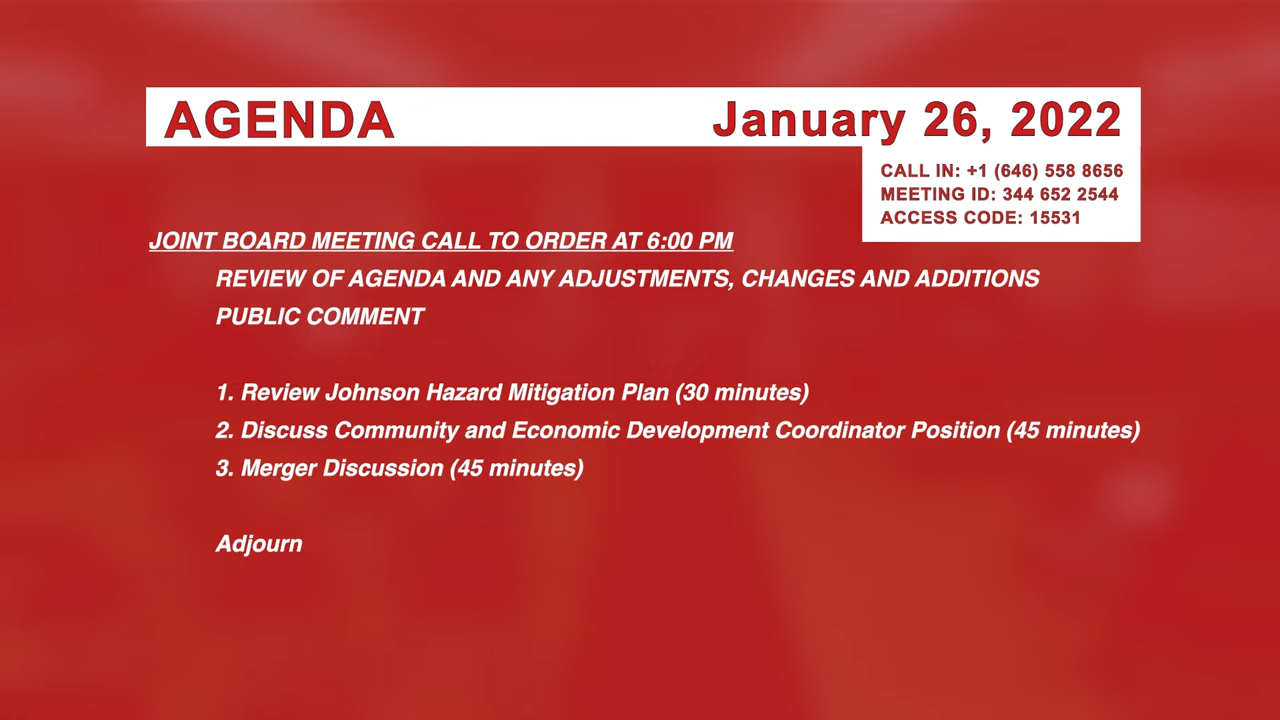 AGENDA January 26, 2022
CALL IN: +1 (646) 558 8656
MEETING ID: 344 652 2544
ACCESS CODE: 15531
JOINT BOARD MEETING CALL TO ORDER AT 6:00 PM
REVIEW OF AGENDA AND ANY ADJUSTMENTS, CHANGES AND ADDITIONS
PUBLIC COMMENT
1. Review Johnson Hazard Mitigation Plan (30 minutes)
2. Discuss Community and Economic Development Coordinator Position (45 minutes)
3. Merger Discussion (45 minutes)
Adjourn